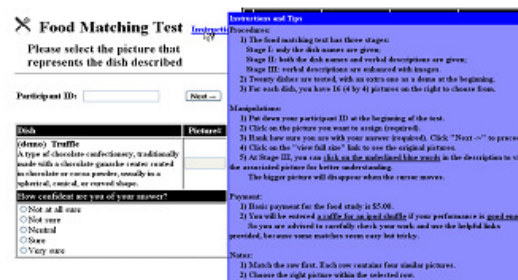 Food Matching Test
Instructi
Please select the picture that
represents the dish described
Participant ID:
Next →
Dish
Picture#
(demo) Truffle
A type of chocolate confectionery, traditionally
made with a chocolate ganache center coated
in chocolate or cocoa powder, usually in a
spherical, conical, or curved shape.
How confident are you of your answer?
Not at all sure
Not sure
Neutral
Sure
Very sure
Instructions and Tips
Procedures:
1) The food matching test has three stages:
Stage I: only the dish names are given;
Stage II: both the dish names and verbal descriptions are given;
Stage III: verbal descriptions are enhanced with images.
2) Twenty dishes are tested, with an extra one as a demo at the beginning.
3) For each dish, you have 16 (4 by 4) pictures on the right to choose from.
Manipulations:
1) Put down your participant ID at the beginning of the test.
2) Click on the picture you want to assign (required).
3) Rank how sure you are with your answer (required). Click "Next ->" to procee
4) Click on the "view full size" link to see the original pictures.
5) At Stage III, you can click on the underlined blue words in the description to vi
the associated picture for better understanding.
The bigger picture will disappear when the cursor moves.
Payment:
1) Basic payment for the food study is $5.00.
2) You will be entered a raffle for an ipod shuffle if your performance is good enou
So you are advised to carefully check your work and use the helpful links
provided, because some matches seem easy but tricky.
Notes:
1) Match the row first. Each row contains four similar pictures.
2) Choose the right picture within the selected row.